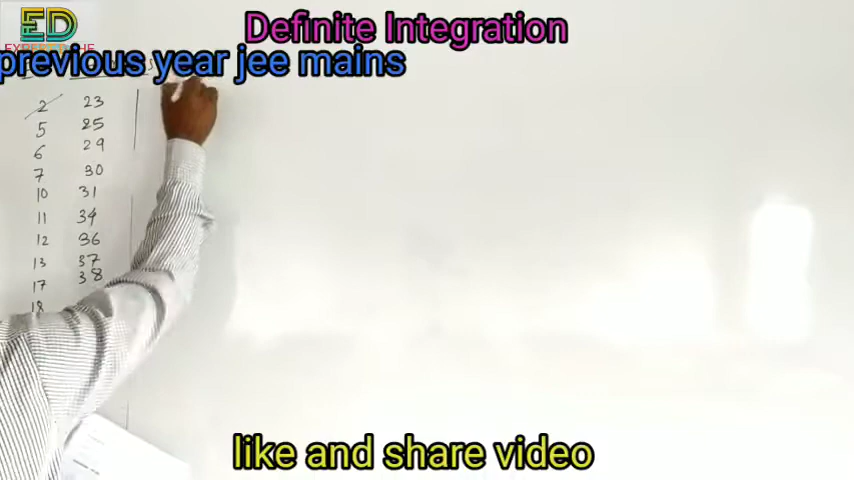 ED
Definite Integration
previous year jee mains
2 23
5 25
6 29
7 30
10 31
11 34
12 36
13 37
17 38
18
like and share video